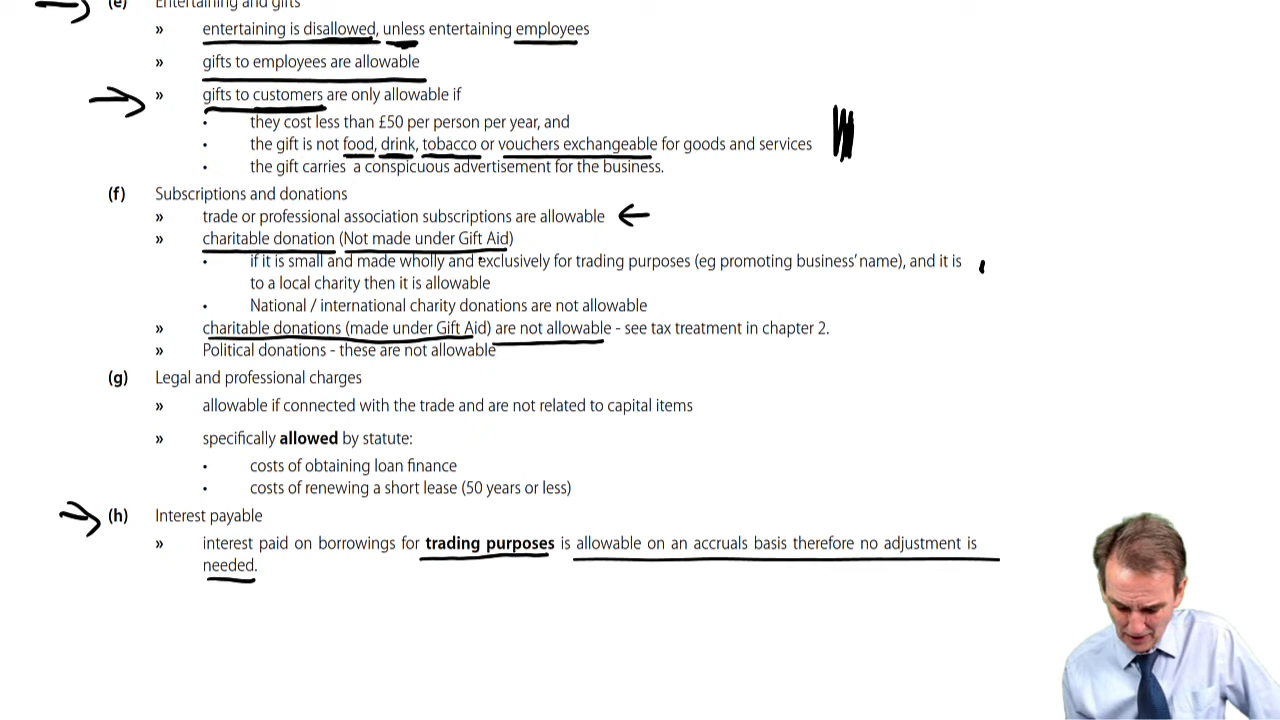 (e) Entertaining and gifts
» entertaining is disallowed, unless entertaining employees
» gifts to employees are allowable
» gifts to customers are only allowable if
• they cost less than £50 per person per year, and
• the gift is not food, drink, tobacco or vouchers exchangeable for goods and services
• the gift carries a conspicuous advertisement for the business.
(f) Subscriptions and donations
» trade or professional association subscriptions are allowable
» charitable donation (Not made under Gift Aid)
• if it is small and made wholly and exclusively for trading purposes (eg promoting business' name), and it is
to a local charity then it is allowable
• National / international charity donations are not allowable
» charitable donations (made under Gift Aid) are not allowable - see tax treatment in chapter 2.
» Political donations - these are not allowable
(g) Legal and professional charges
» allowable if connected with the trade and are not related to capital items
» specifically allowed by statute:
• costs of obtaining loan finance
• costs of renewing a short lease (50 years or less)
(h) Interest payable
» interest paid on borrowings for trading purposes is allowable on an accruals basis therefore no adjustment is
needed.